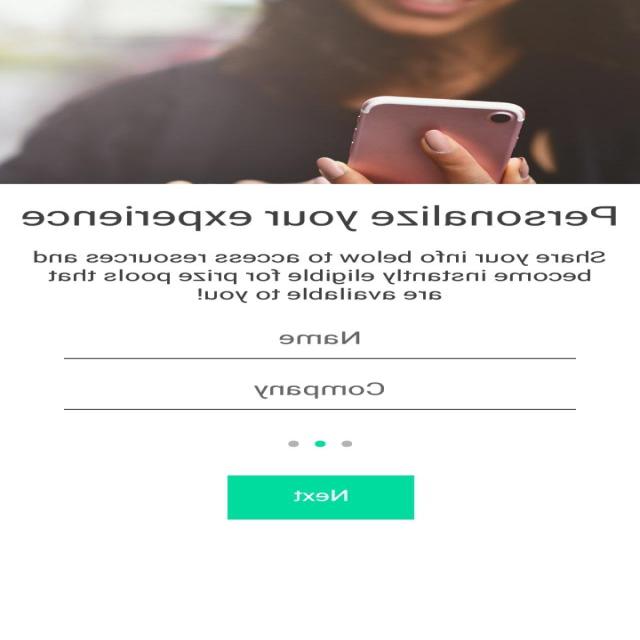 Personalize your experience
Share your info below to access resources and
become instantly eligible for prize pools that
are available to you!
Name
Company
Next